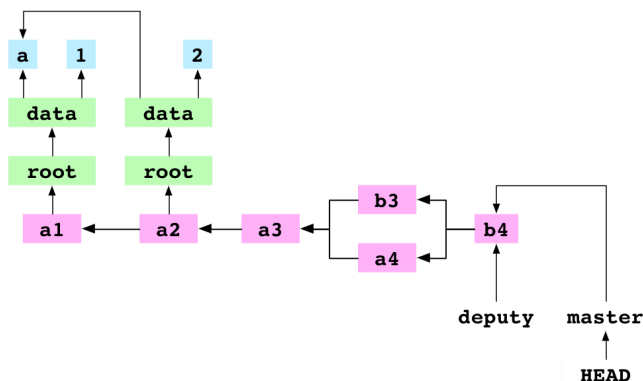 a 1 2
data data
root root
b3
a1 a2 a3 b4
a4
deputy master
HEAD